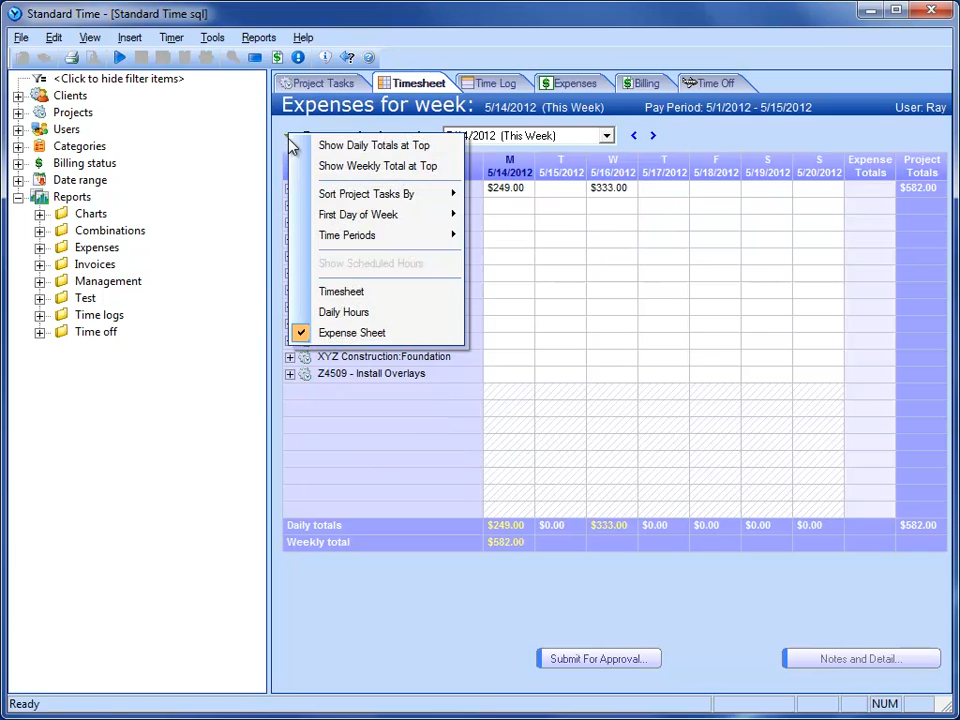 Standard Time - [Standard Time sql]
File Edit View Insert Timer Tools Reports Help
<Click to hide filter items>
Clients
Projects
Users
Categories
Billing status
Date range
Reports
Charts
Combinations
Expenses
Invoices
Management
Test
Time logs
Time off
Project Tasks Timesheet Time Log Expenses Billing Time Off
Expenses for week: 5/14/2012 (This Week) Pay Period: 5/1/2012 - 5/15/2012 User: Ray
(This Week)
M T W T F S S Expense Project
5/14/2012 5/15/2012 5/16/2012 5/17/2012 5/18/2012 5/19/2012 5/20/2012 Totals Totals
$249.00 $333.00 $582.00
Show Daily Totals at Top
Show Weekly Total at Top
Sort Project Tasks By
First Day of Week
Time Periods
Show Scheduled Hours
Timesheet
Daily Hours
Expense Sheet
XYZ Construction:Foundation
Z4509 - Install Overlays
Daily totals $249.00 $0.00 $333.00 $0.00 $0.00 $0.00 $0.00 $582.00
Weekly total $582.00
Submit For Approval... Notes and Detail...
Ready NUM